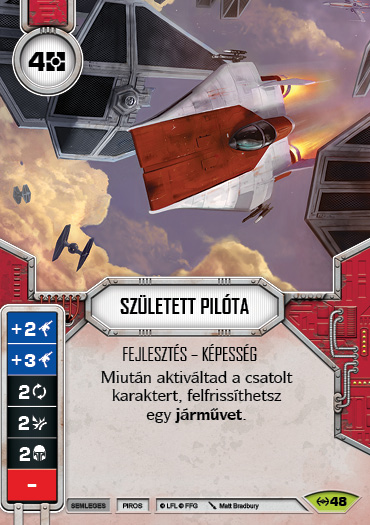 4
SZÜLETETT PILÓTA
FEJLESZTÉS – KÉPESSÉG
Miután aktiváltad a csatolt
karaktert, felfrissíthetsz
egy járművet.
+2
+3
2
2
2
–
SEMLEGES PIROS © LFL © FFG Matt Bradbury
48